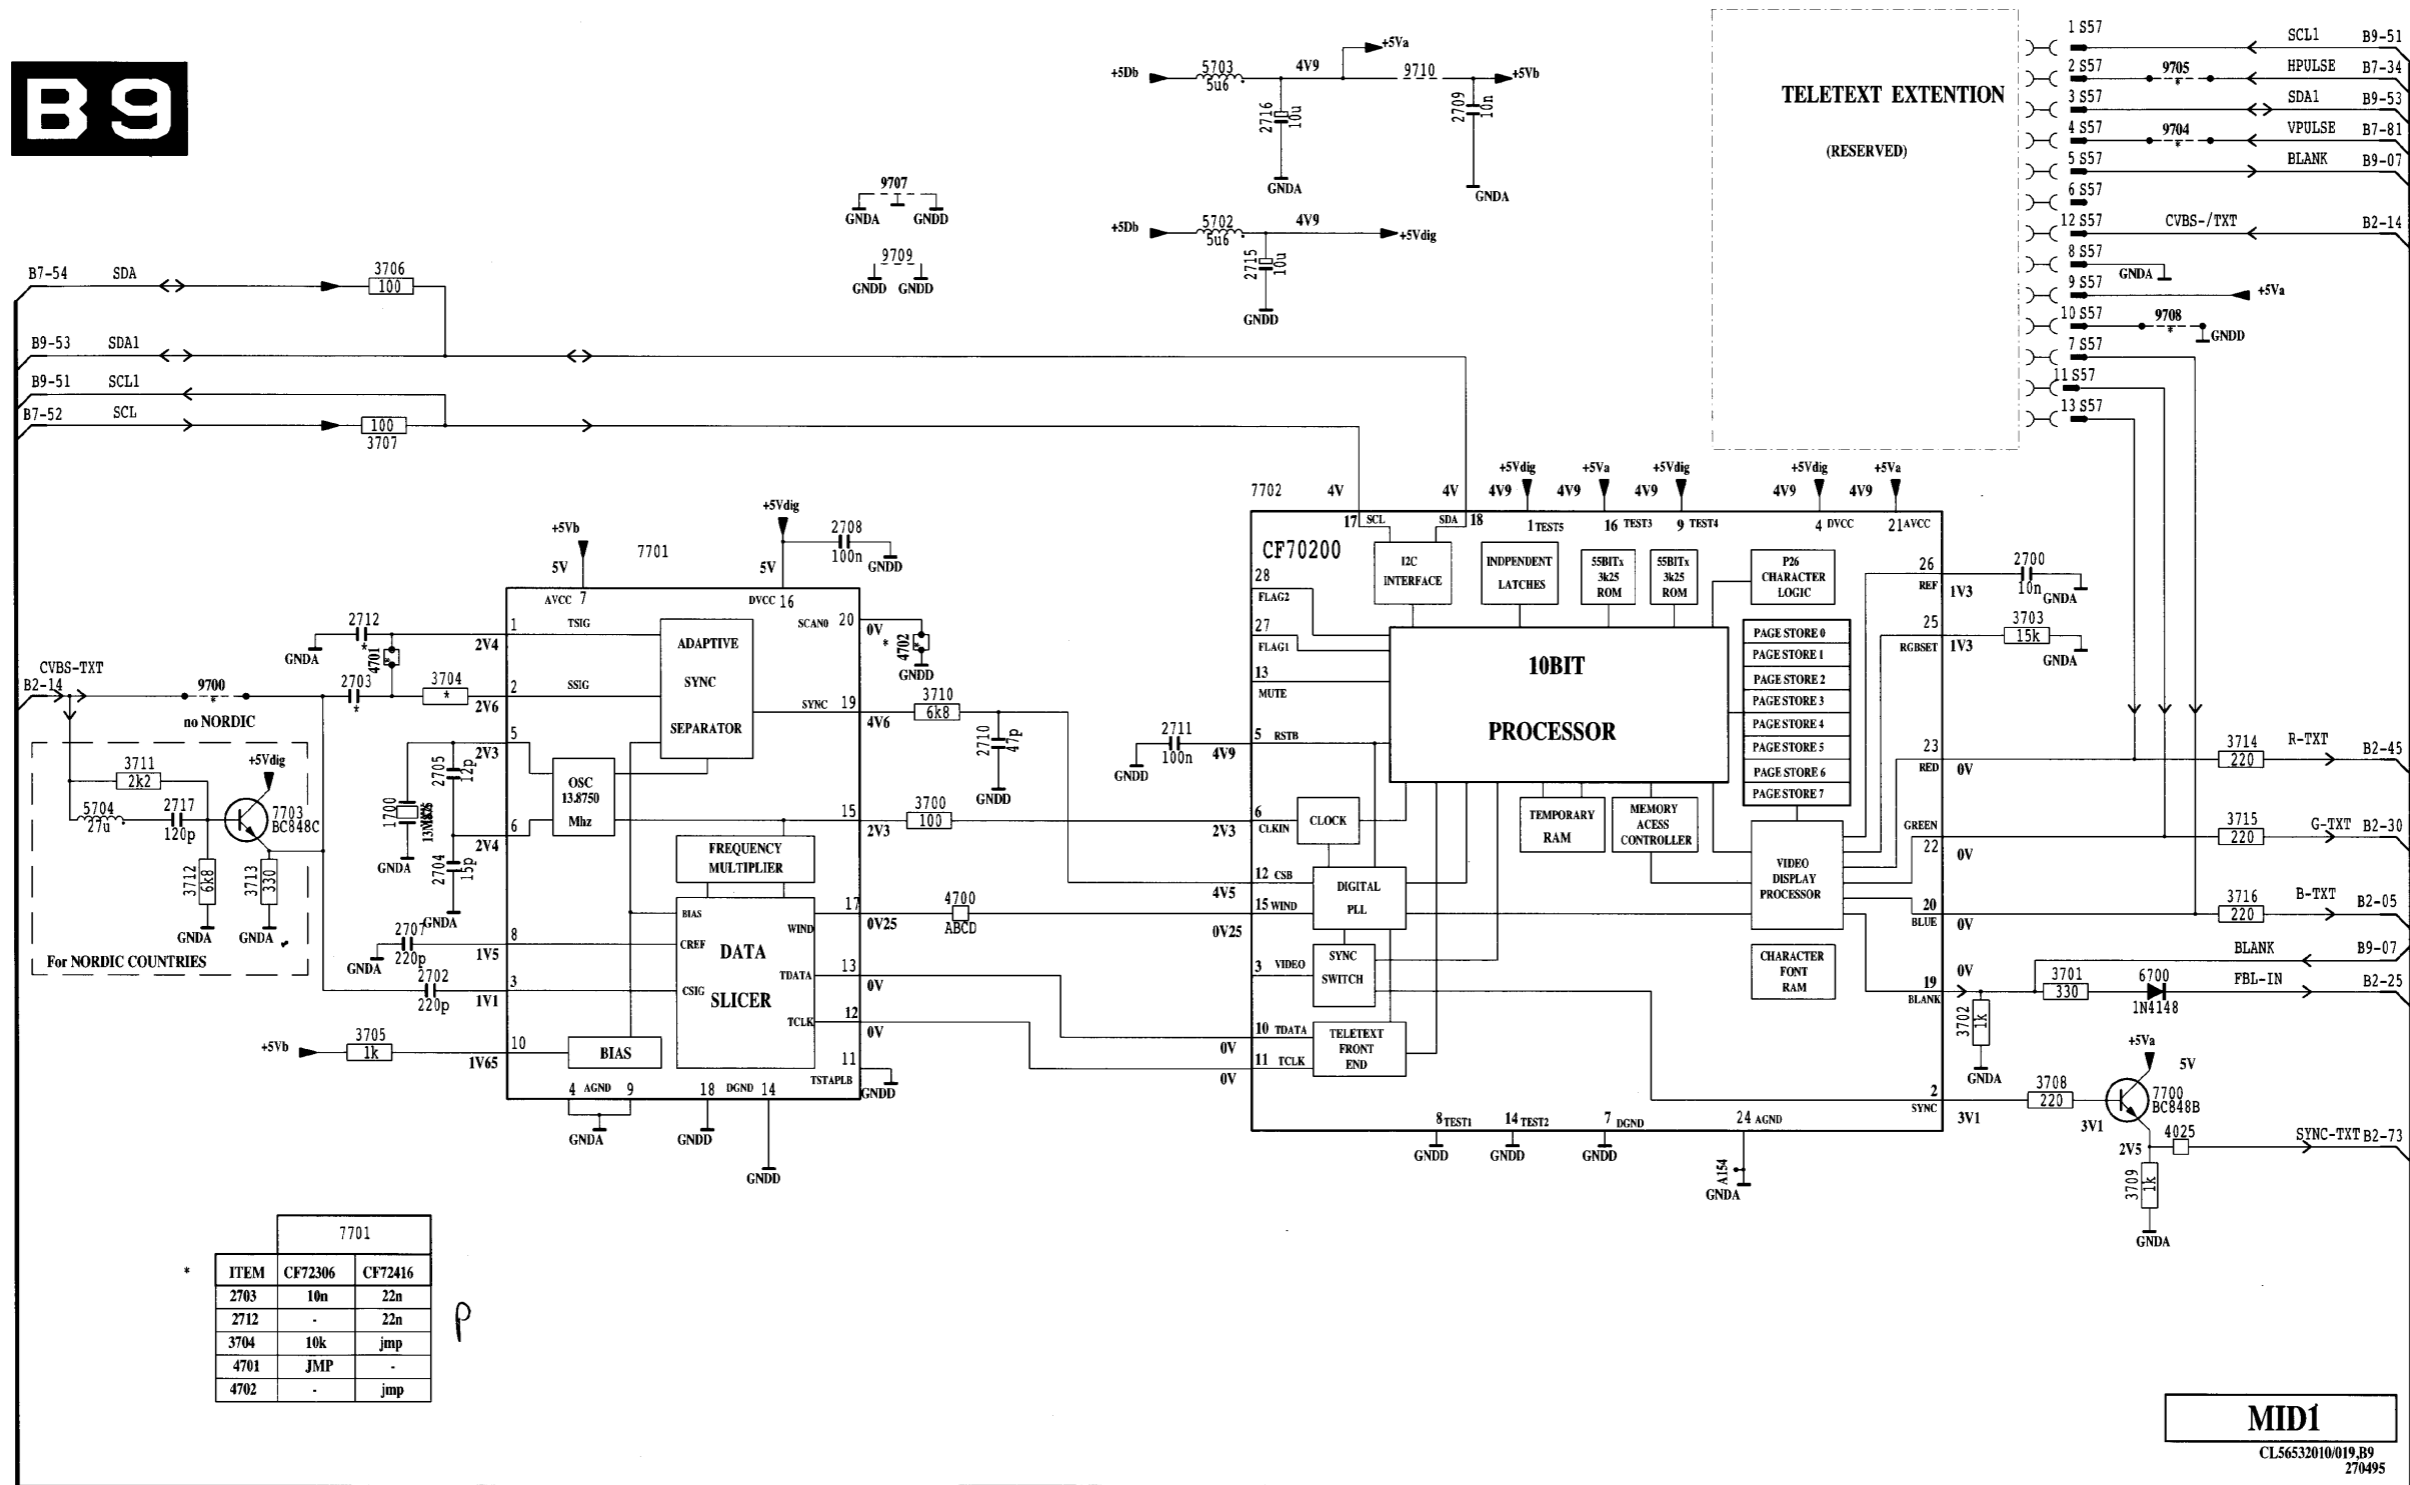 B9
+5Db
5703
5u6
4V9
+5Va
9710
+5Vb
2716
10u
2709
10n
GNDA
GNDA
9707
GNDA
GNDD
9709
GNDD
GNDD
+5Db
5702
5u6
4V9
+5Vdig
2715
10u
GNDD
TELETEXT EXTENTION
(RESERVED)
1 S57
SCL1
B9-51
2 S57
9705
*
HPULSE
B7-34
3 S57
SDA1
B9-53
4 S57
9704
*
VPULSE
B7-81
5 S57
BLANK
B9-07
6 S57
12 S57
CVBS-/TXT
B2-14
8 S57
GNDA
9 S57
+5Va
10 S57
9708
*
GNDD
7 S57
11 S57
13 S57
B7-54
SDA
3706
100
B9-53
SDA1
B9-51
SCL1
B7-52
SCL
100
3707
CVBS-TXT
B2-14
9700
*
no NORDIC
2712
*
GNDA
4701
*
2703
*
3704
*
3711
2k2
5704
27u
2717
120p
+5Vdig
7703
BC848C
3712
6k8
3713
330
GNDA
GNDA
For NORDIC COUNTRIES
1700
GNDA
2705
12p
2704
15p
GNDA
2707
220p
GNDA
2702
220p
+5Vb
3705
1k
+5Vb
5V
7701
+5Vdig
5V
2708
100n
GNDD
AVCC 7
DVCC 16
1
TSIG
2V4
2
SSIG
2V6
5
2V3
6
2V4
8
CREF
1V5
3
CSIG
1V1
10
1V65
ADAPTIVE
SYNC
SEPARATOR
OSC
13.8750
Mhz
FREQUENCY
MULTIPLIER
DATA
SLICER
BIAS
BIAS
SCAN0
20
0V
*
4702
*
GNDD
SYNC
19
4V6
3710
6k8
2710
47p
GNDD
15
2V3
3700
100
WIND
17
0V25
4700
ABCD
TDATA
13
0V
TCLK
12
0V
11
TSTAPLB
GNDD
4 AGND 9
18 DGND 14
GNDA
GNDD
GNDD
7702
CF70200
4V
17 SCL
4V
SDA 18
+5Vdig
4V9
1 TEST5
+5Va
4V9
16 TEST3
+5Vdig
4V9
9 TEST4
+5Vdig
4V9
4 DVCC
+5Va
4V9
21 AVCC
28
FLAG2
27
FLAG1
13
MUTE
2711
100n
GNDD
4V9
5 RSTB
6
CLKIN
2V3
12 CSB
4V5
15 WIND
0V25
3 VIDEO
10 TDATA
0V
11 TCLK
0V
I2C
INTERFACE
INDPENDENT
LATCHES
55BITx
3k25
ROM
55BITx
3k25
ROM
P26
CHARACTER
LOGIC
10BIT
PROCESSOR
PAGE STORE 0
PAGE STORE 1
PAGE STORE 2
PAGE STORE 3
PAGE STORE 4
PAGE STORE 5
PAGE STORE 6
PAGE STORE 7
CLOCK
TEMPORARY
RAM
MEMORY
ACESS
CONTROLLER
DIGITAL
PLL
VIDEO
DISPLAY
PROCESSOR
SYNC
SWITCH
CHARACTER
FONT
RAM
TELETEXT
FRONT
END
8 TEST1
GNDD
14 TEST2
GNDD
7 DGND
GNDD
24 AGND
A154
GNDA
26
REF
1V3
2700
10n
GNDA
25
RGBSET
1V3
3703
15k
GNDA
23
RED
0V
3714
220
R-TXT
B2-45
GREEN
22
0V
3715
220
G-TXT
B2-30
20
BLUE
0V
3716
220
B-TXT
B2-05
BLANK
B9-07
19
BLANK
0V
3701
330
6700
1N4148
FBL-IN
B2-25
3702
1k
GNDA
2
SYNC
3V1
3708
220
3V1
+5Va
5V
7700
BC848B
2V5
4025
SYNC-TXT
B2-73
3709
1k
GNDA
*
7701
ITEM CF72306 CF72416
2703 10n 22n
2712 - 22n
3704 10k jmp
4701 JMP -
4702 - jmp
P
MID1
CL56532010/019,B9
270495